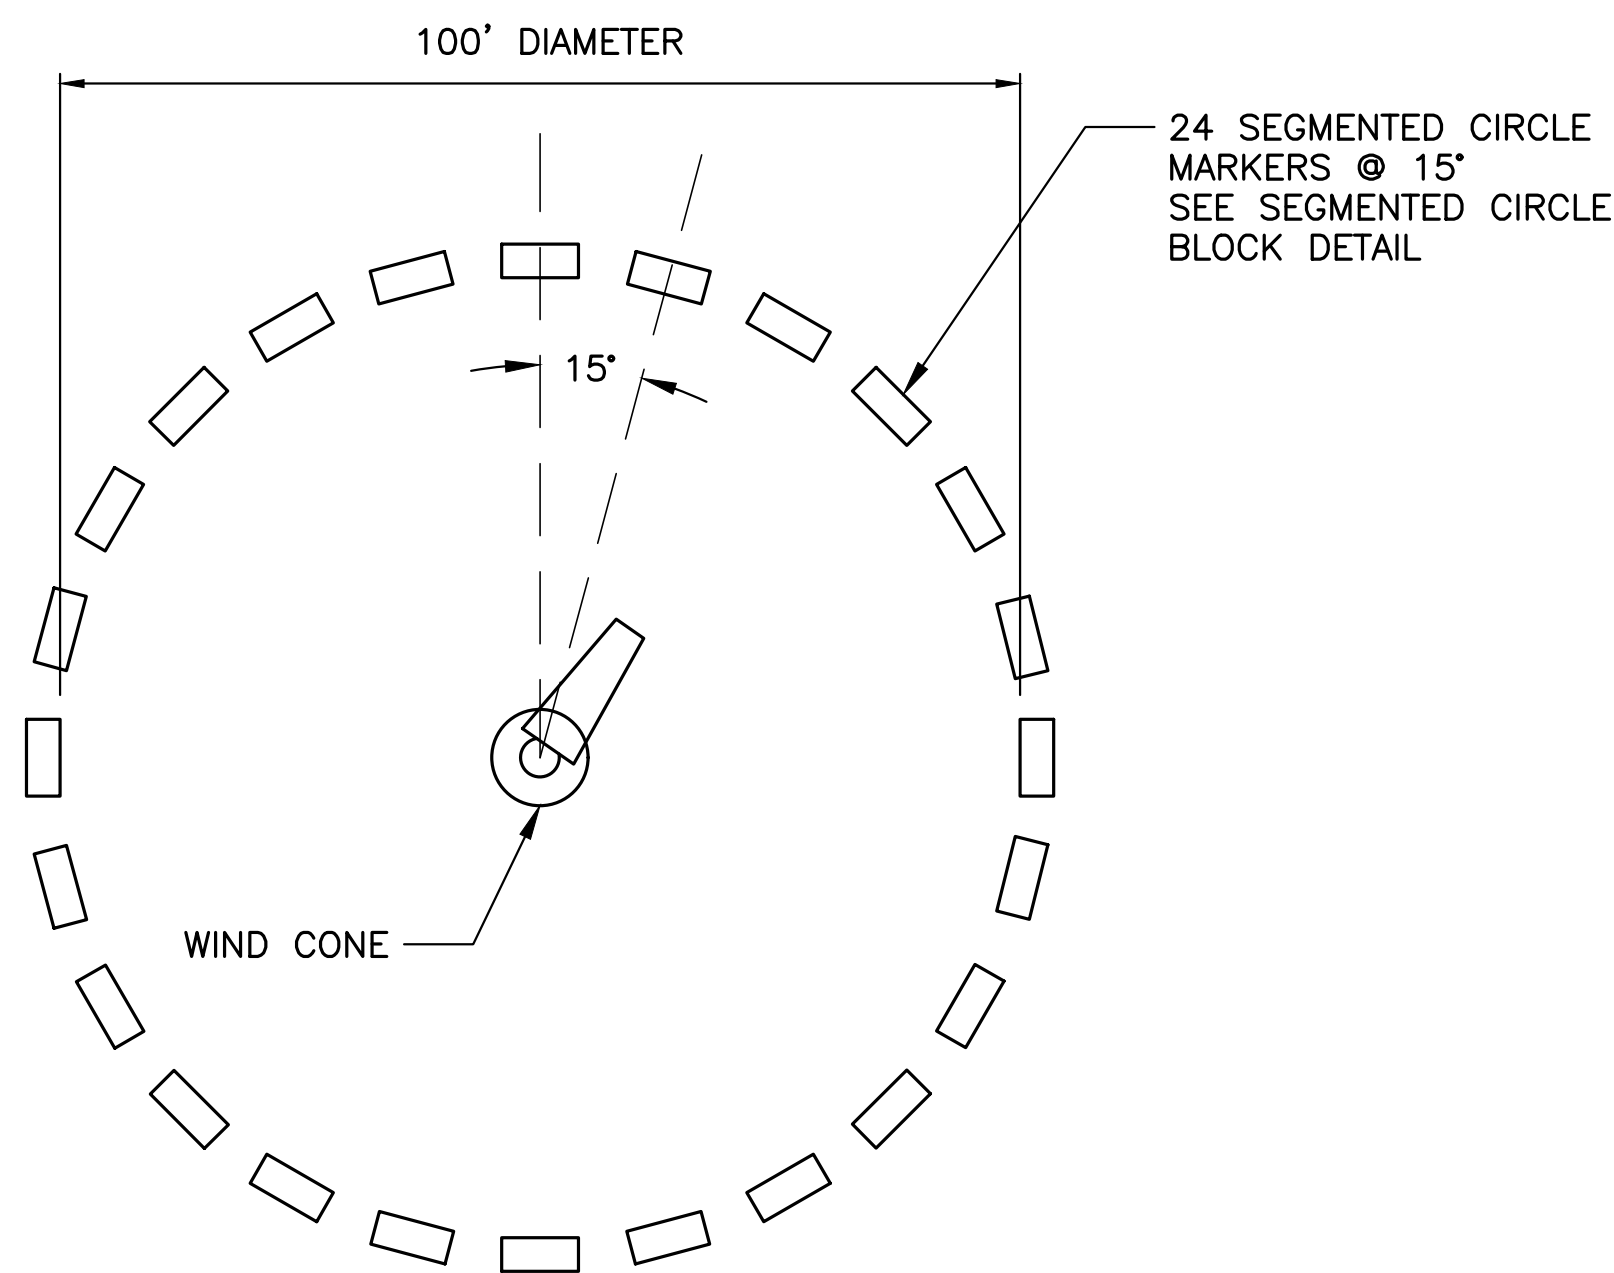 100' DIAMETER
24 SEGMENTED CIRCLE
MARKERS @ 15°
SEE SEGMENTED CIRCLE
BLOCK DETAIL
15°
WIND CONE